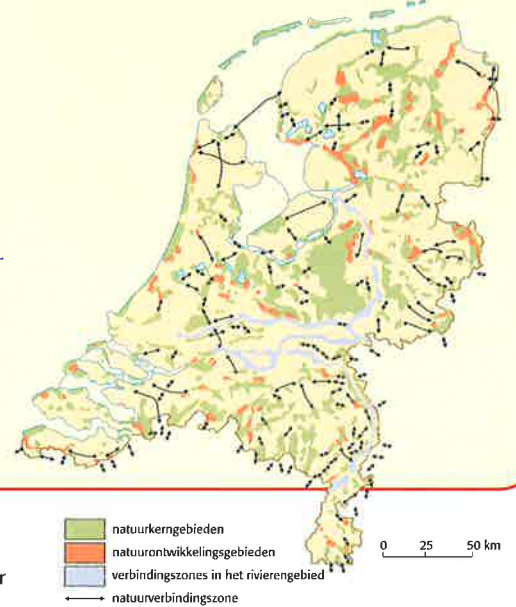 natuurkerngebieden
natuurontwikkelingsgebieden
verbindingszones in het rivierengebied
natuurverbindingszone
0 25 50 km
r